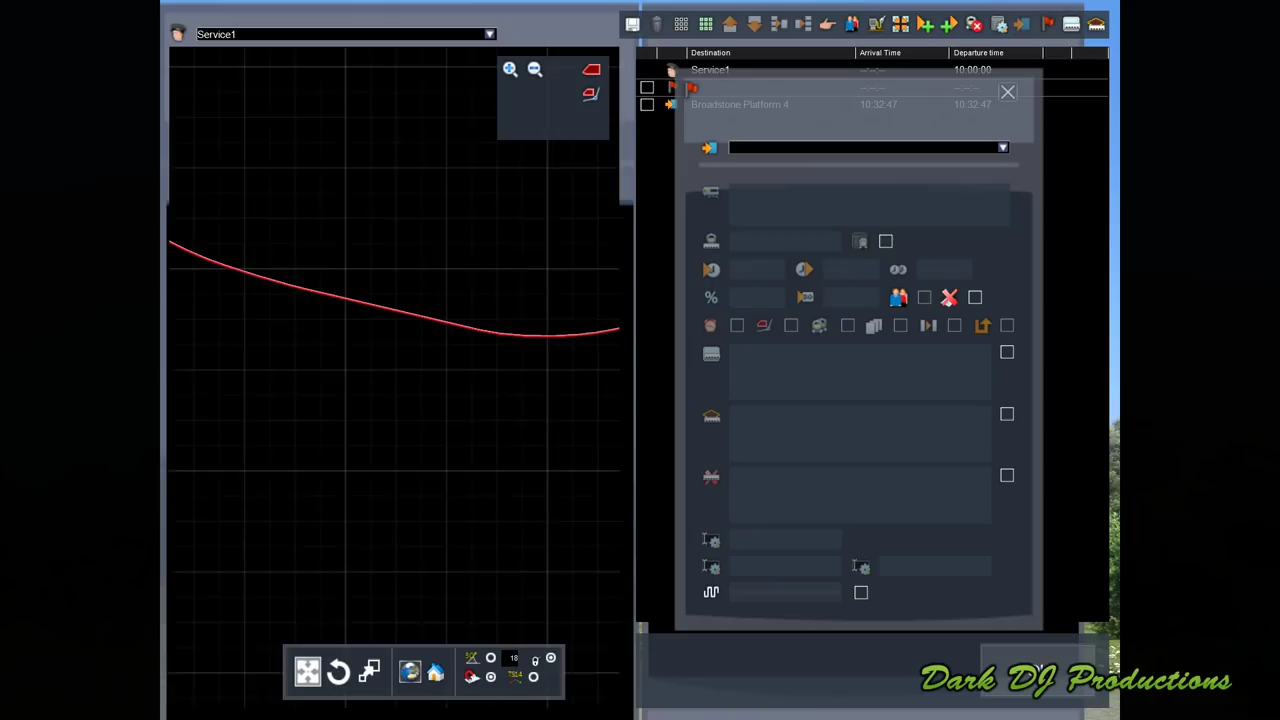 Service1
Destination Arrival Time Departure time
Service1 --:--:-- 10:00:00
--:--:-- --:--:--
Broadstone Platform 4 10:32:47 10:32:47
%
18
TS14
Dark DJ Productions